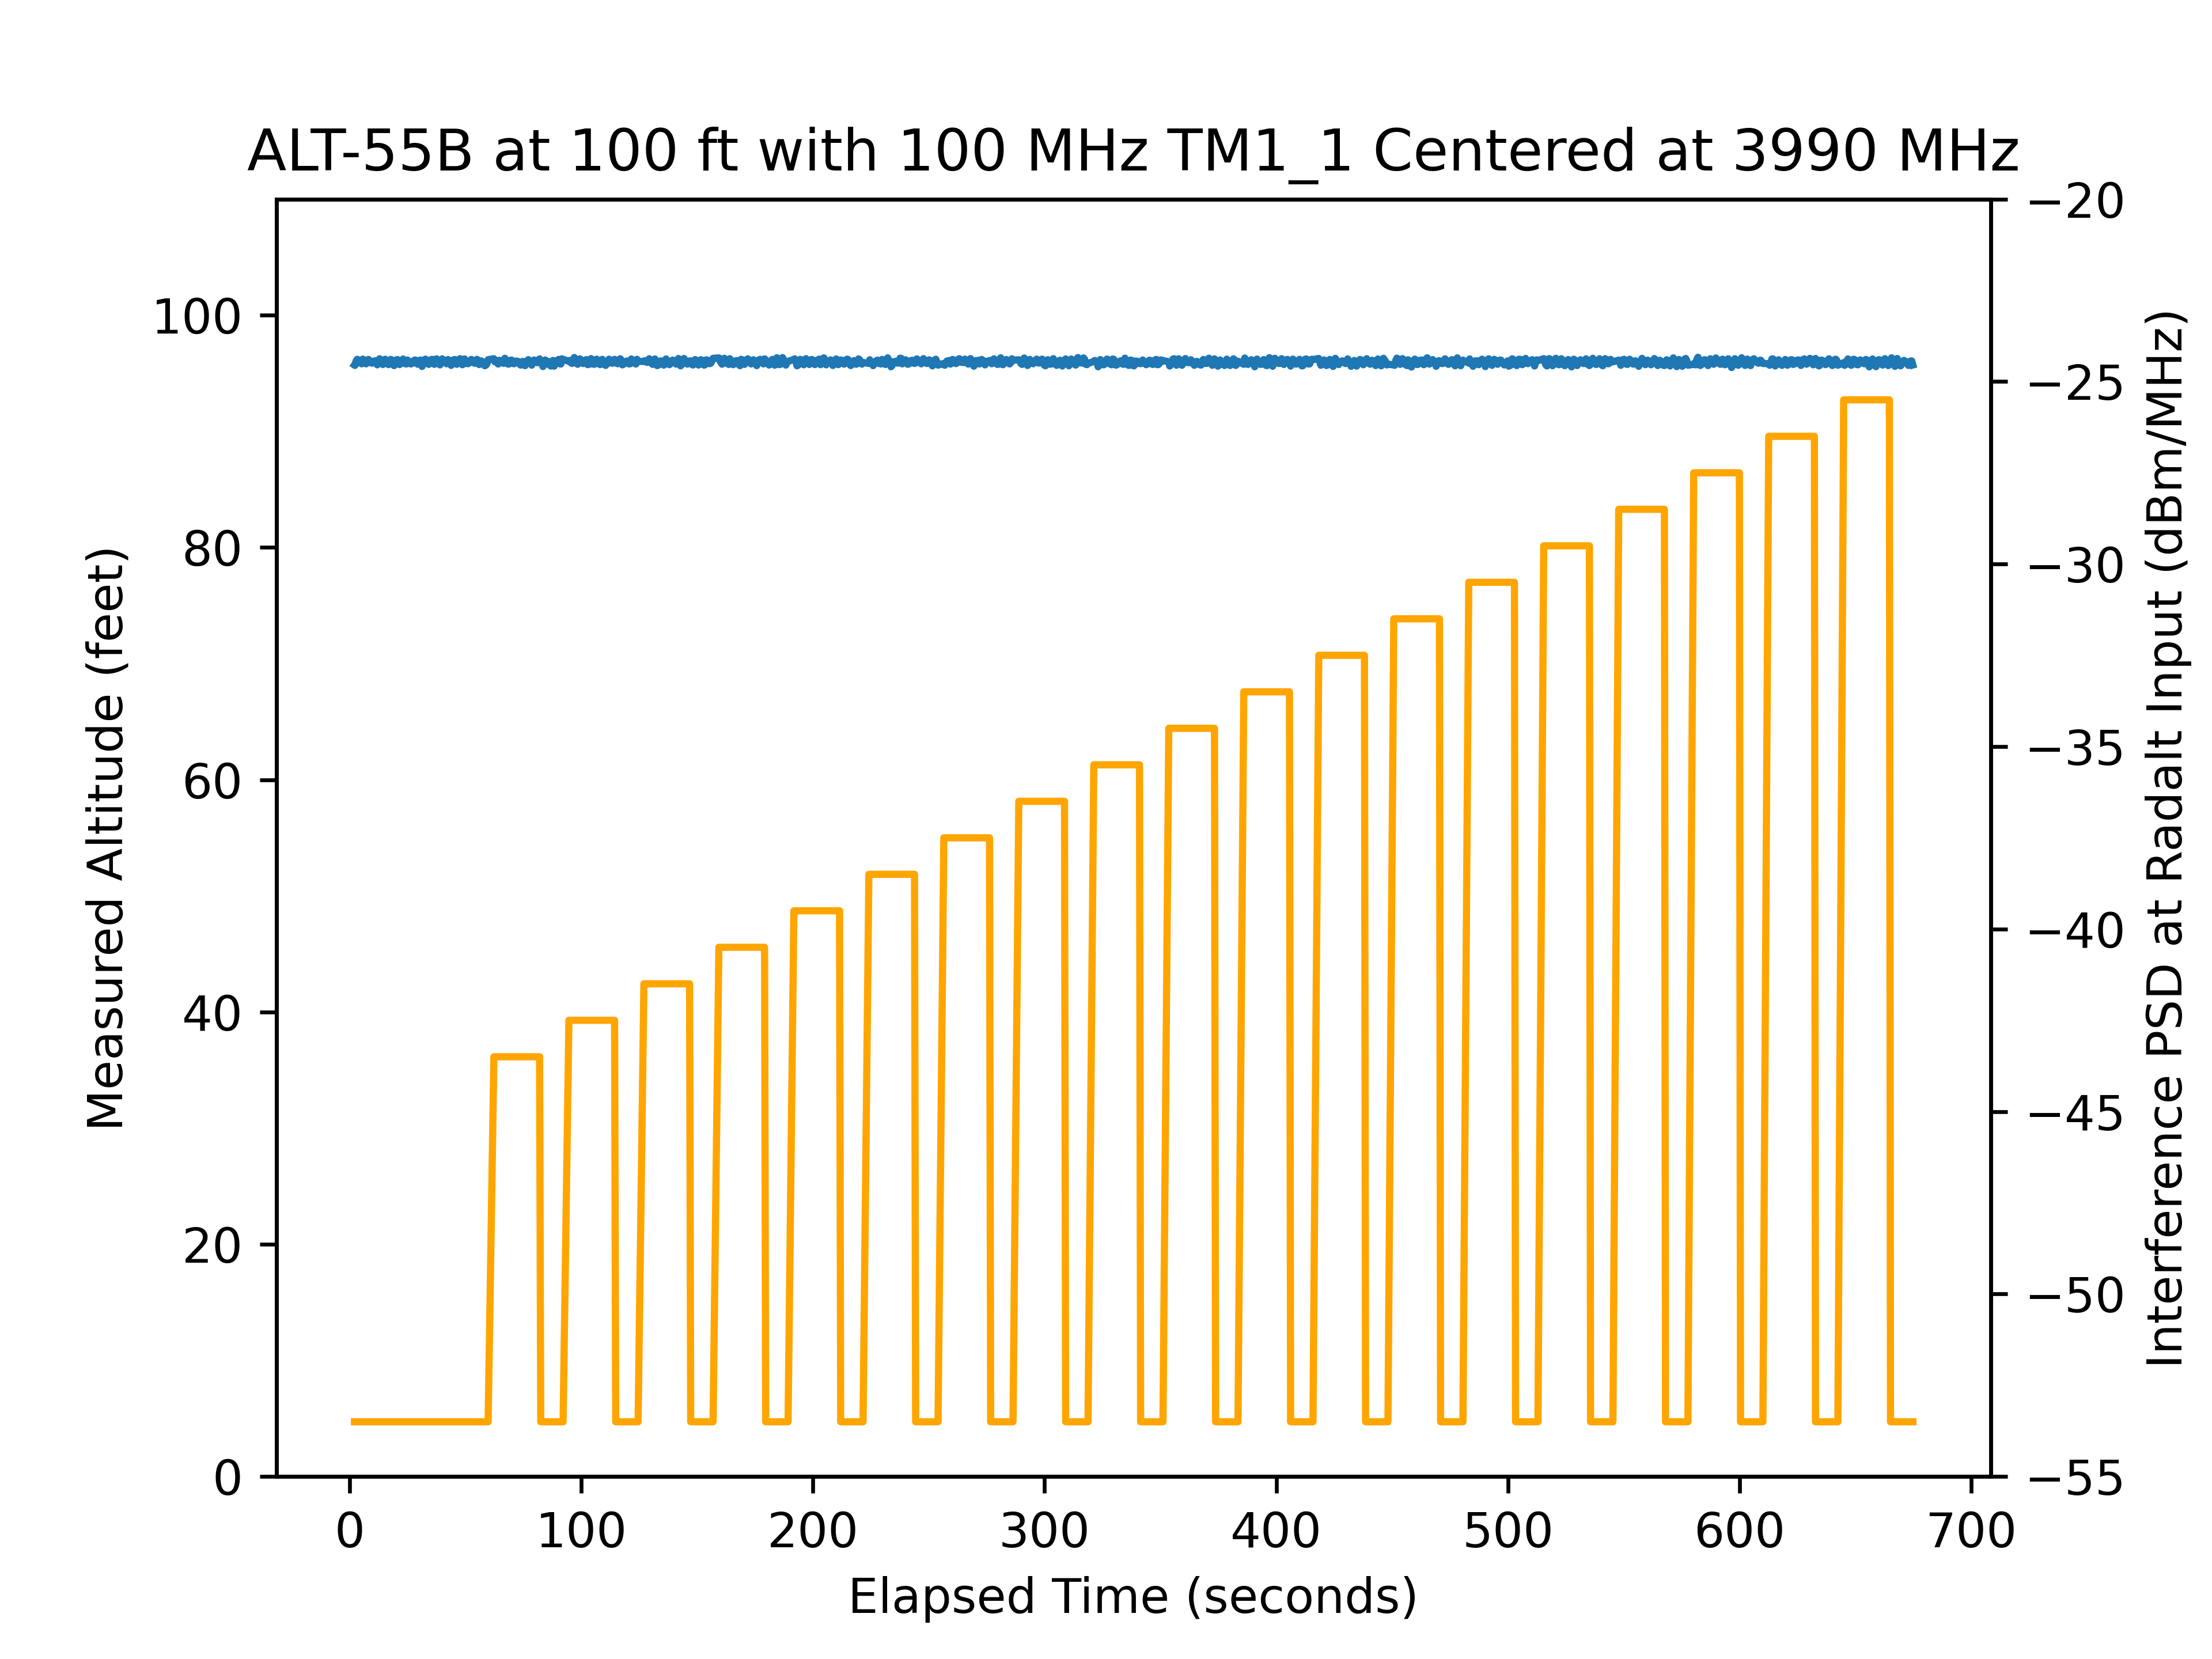 ALT-55B at 100 ft with 100 MHz TM1_1 Centered at 3990 MHz
Measured Altitude (feet)
100
80
60
40
20
0
−20
−25
−30
−35
−40
−45
−50
−55
Interference PSD at Radalt Input (dBm/MHz)
0 100 200 300 400 500 600 700
Elapsed Time (seconds)